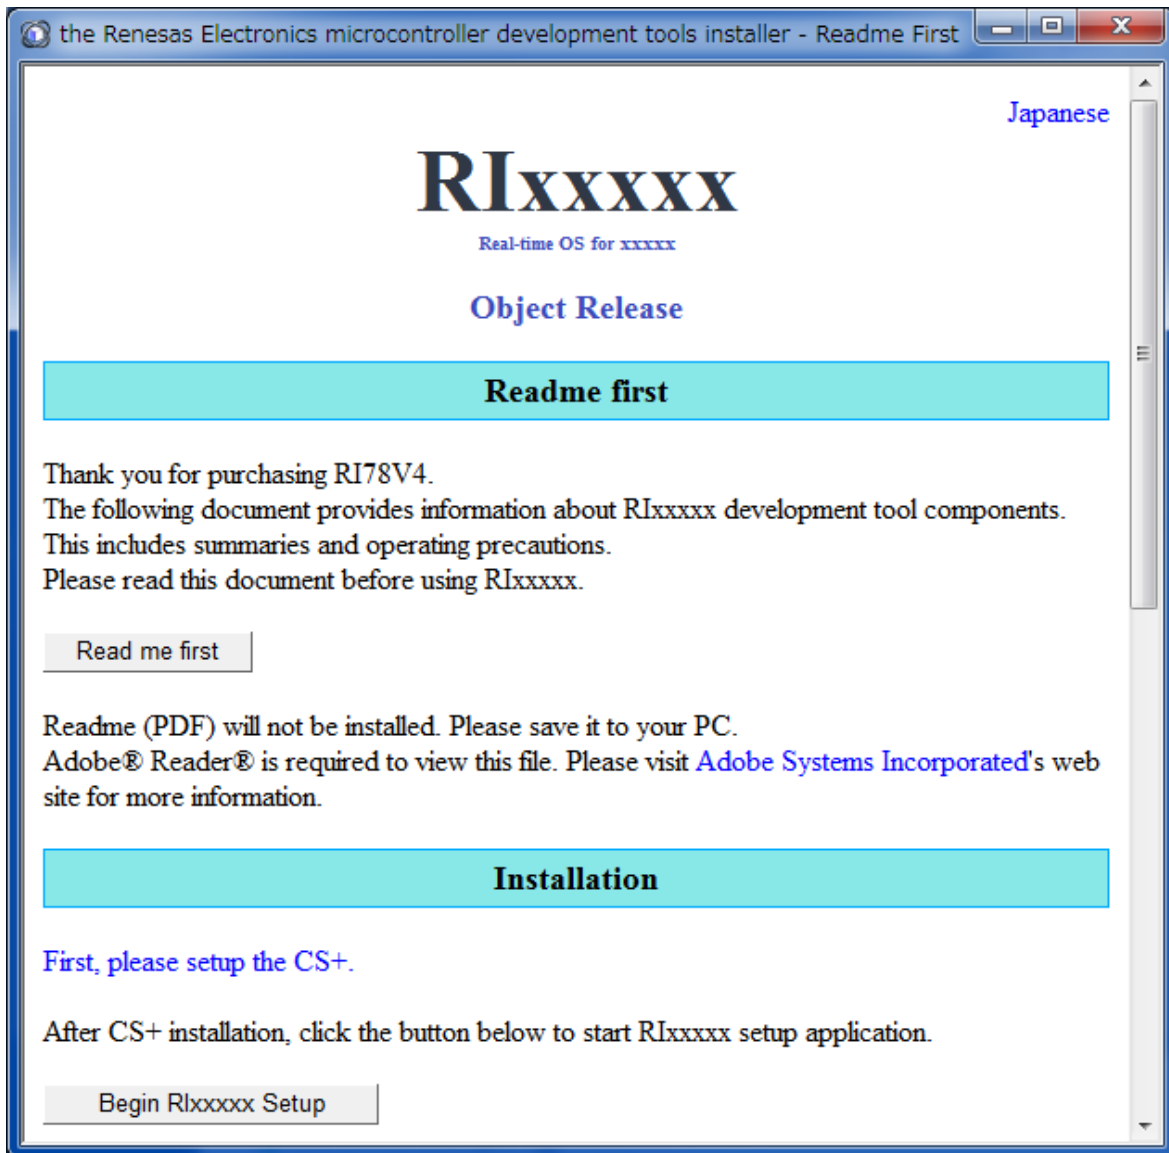 the Renesas Electronics microcontroller development tools installer - Readme First
Japanese
RIxxxxx
Real-time OS for xxxxx
Object Release
Readme first
Thank you for purchasing RI78V4.
The following document provides information about RIxxxxx development tool components.
This includes summaries and operating precautions.
Please read this document before using RIxxxxx.
Read me first
Readme (PDF) will not be installed. Please save it to your PC.
Adobe® Reader® is required to view this file. Please visit Adobe Systems Incorporated's web
site for more information.
Installation
First, please setup the CS+.
After CS+ installation, click the button below to start RIxxxxx setup application.
Begin RIxxxxx Setup